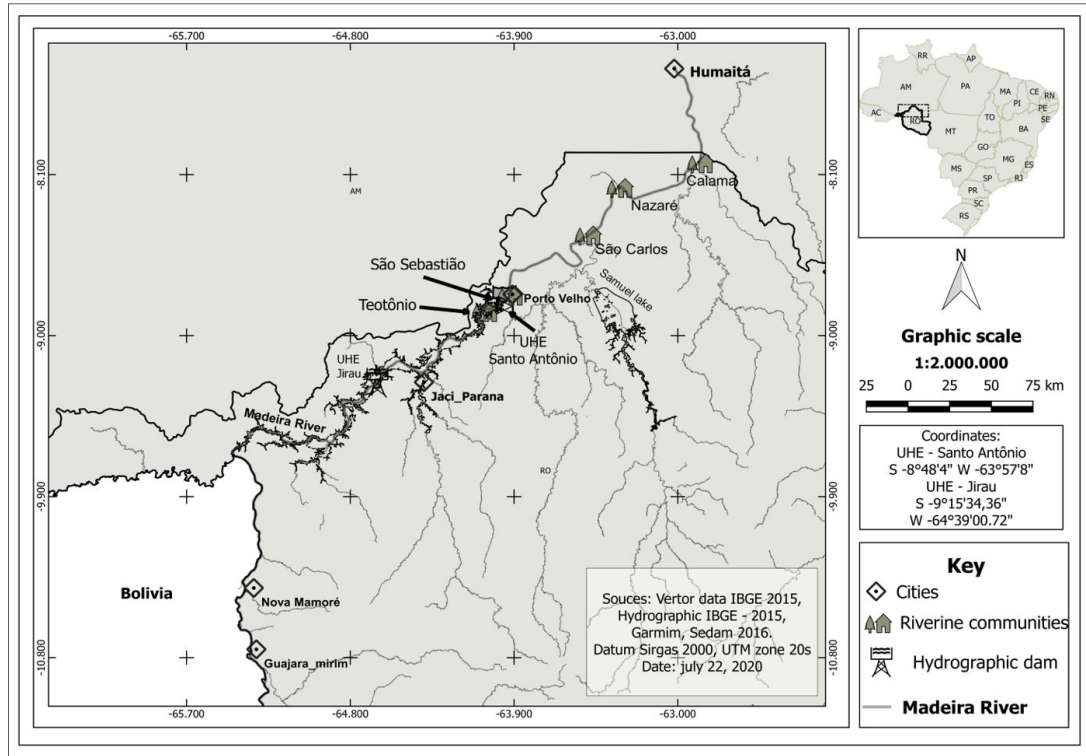 -65.700
-64.800
-63.900
-63.000
Humaitá
-8.100
-8.100
AM
Calama
Nazaré
São Carlos
São Sebastião
Samuel lake
Teotônio
Porto Velho
-9.000
-9.000
UHE
Santo Antônio
UHE
Jirau
Jaci_Parana
Madeira River
RO
-9.900
-9.900
Bolivia
Nova Mamoré
Guajara_mirim
-10.800
-10.800
Souces: Vertor data IBGE 2015,
Hydrographic IBGE - 2015,
Garmim, Sedam 2016.
Datum Sirgas 2000, UTM zone 20s
Date: july 22, 2020
-65.700
-64.800
-63.900
-63.000
RR
AP
AM
PA
MA
CE
RN
PI
PE
AC
SE
RO
TO
BA
MT
GO
MG
ES
MS
SP
RJ
PR
SC
RS
N
Graphic scale
1:2.000.000
25 0 25 50 75 km
Coordinates:
UHE - Santo Antônio
S -8°48'4" W -63°57'8"
UHE - Jirau
S -9°15'34,36"
W -64°39'00.72"
Key
Cities
Riverine communities
Hydrographic dam
Madeira River